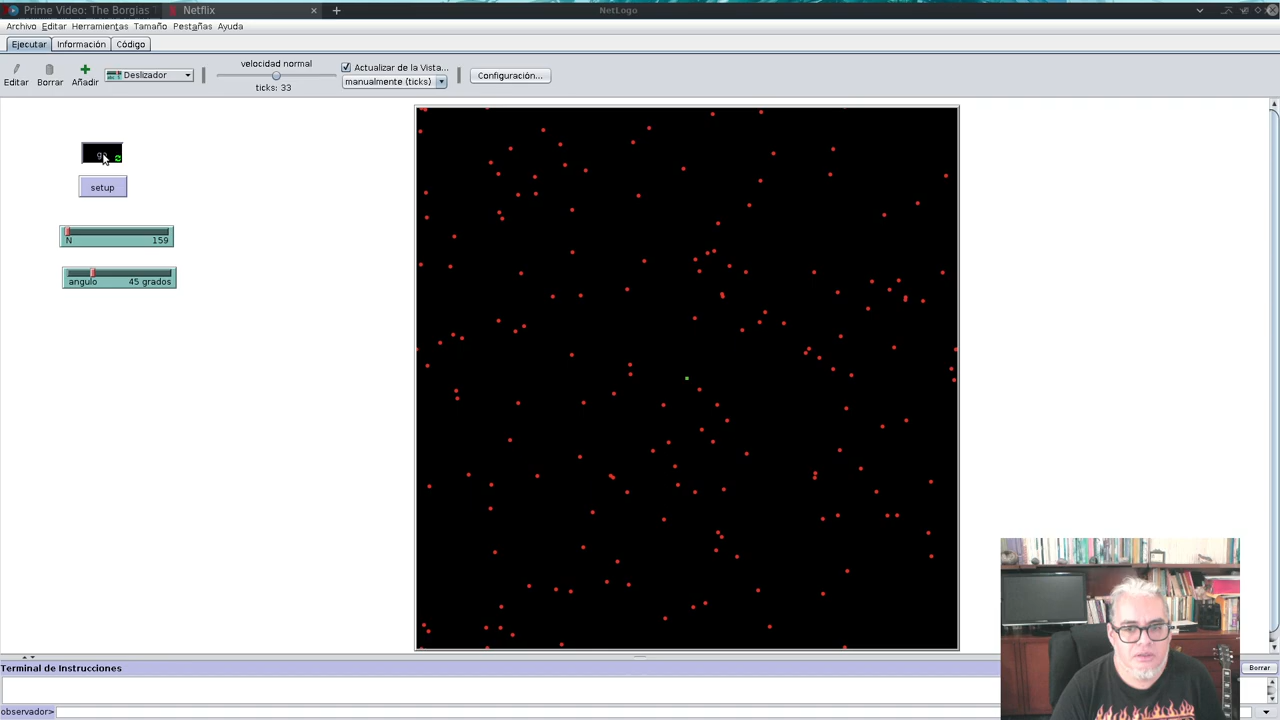 Prime Video: The Borgias
Netflix
NetLogo
Archivo Editar Herramientas Tamaño Pestañas Ayuda
Ejecutar Información Código
Editar Borrar Añadir
Deslizador
velocidad normal
ticks: 33
Actualizar de la Vista...
manualmente (ticks)
Configuración...
setup
N 159
angulo 45 grados
Terminal de Instrucciones
Borrar
observador>